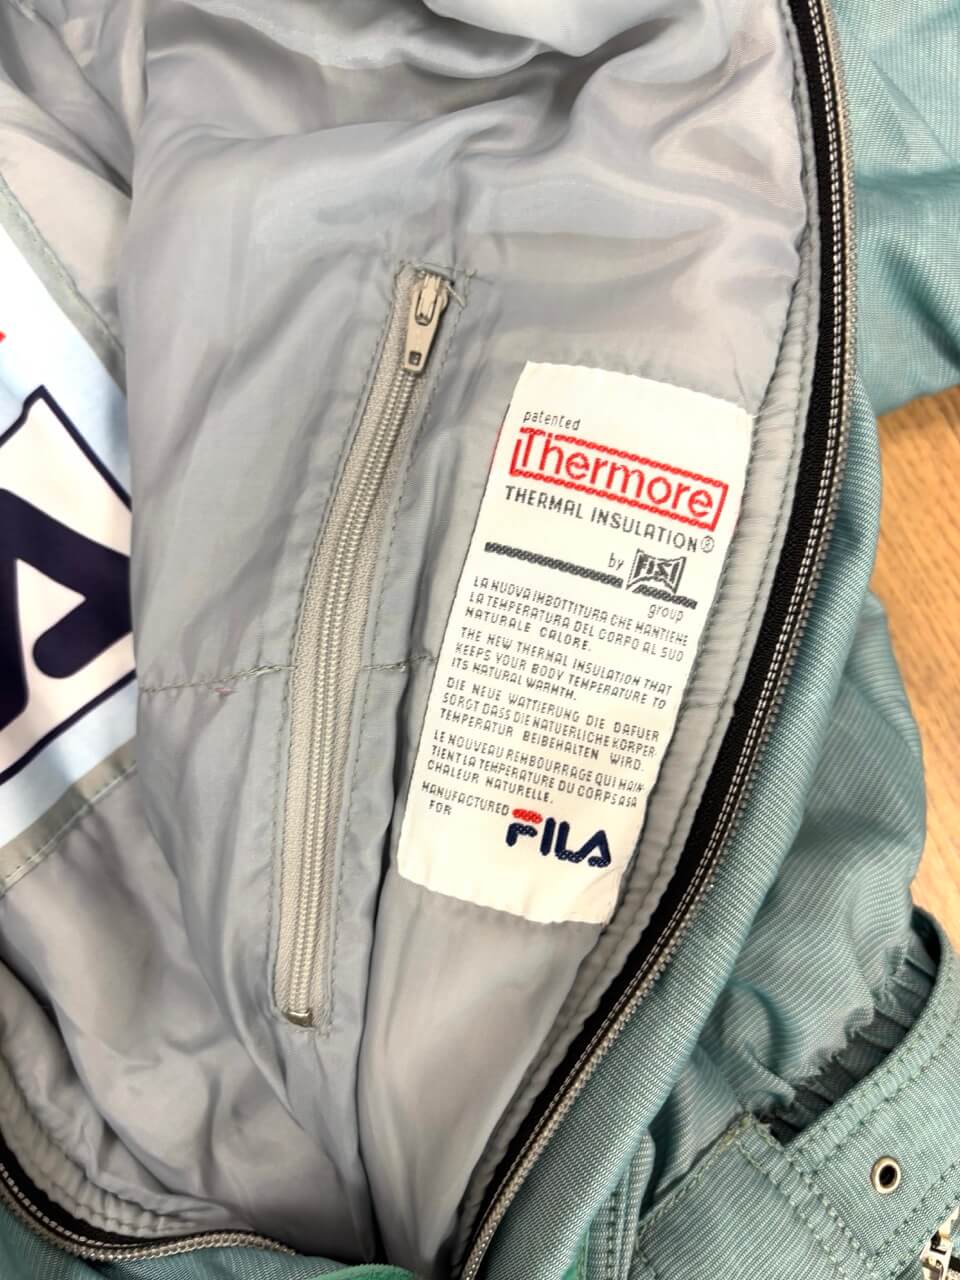 patented
Thermore
THERMAL INSULATION®
by FISI
group
LA NUOVA IMBOTTITURA CHE MANTIENE
LA TEMPERATURA DEL CORPO AL SUO
NATURALE CALORE.
THE NEW THERMAL INSULATION THAT
KEEPS YOUR BODY TEMPERATURE TO
ITS NATURAL WARMTH.
DIE NEUE WATTIERUNG DIE DAFUER
SORGT DASS DIE NATUERLICHE KÖRPER-
TEMPERATUR BEIBEHALTEN WIRD.
LE NOUVEAU REMBOURRAGE QUI MAIN-
TIENT LA TEMPERATURE DU CORPS A SA
CHALEUR NATURELLE.
MANUFACTURED
FOR
FILA